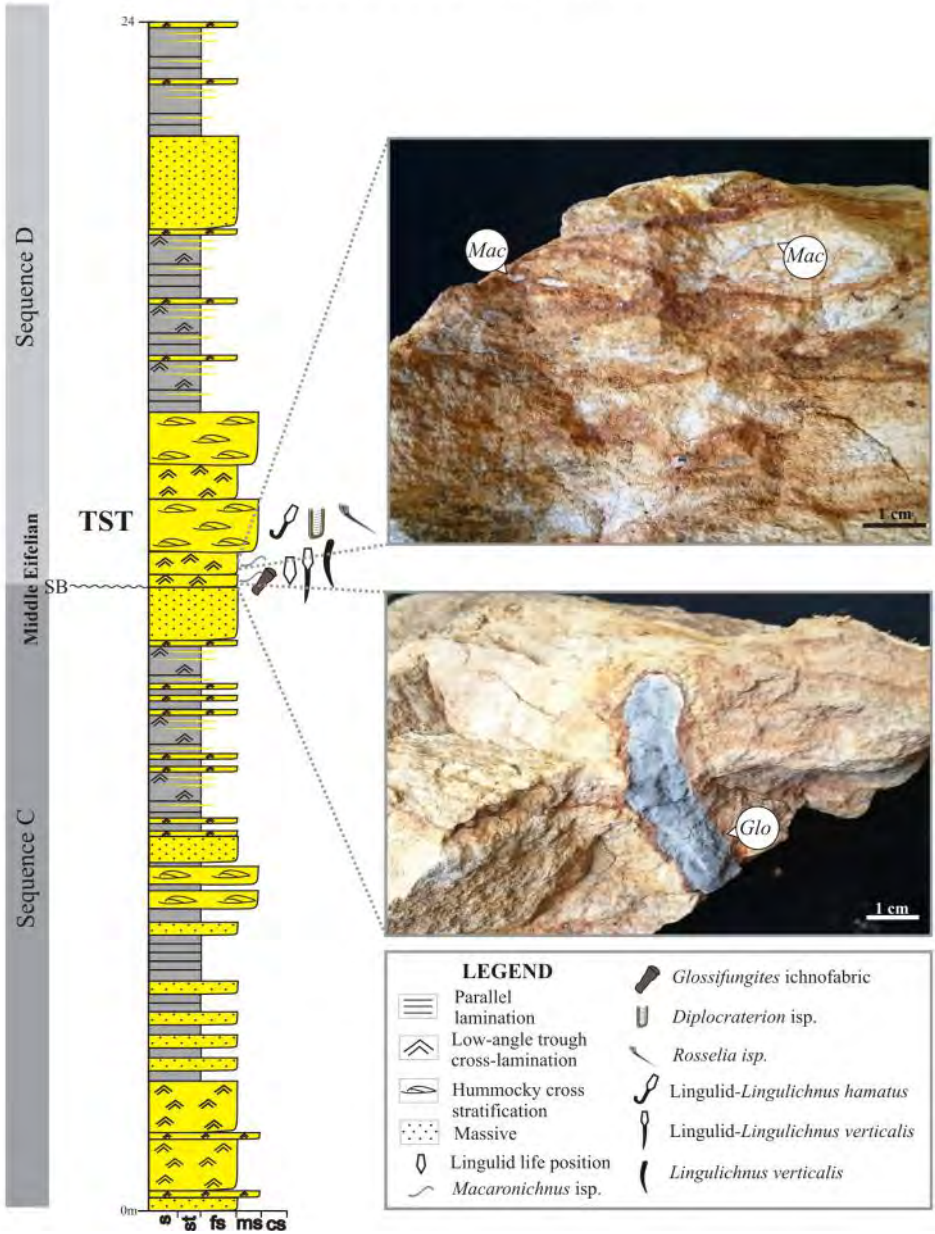 24
Sequence D
Mac
Mac
1 cm
TST
Middle Eifelian
SB
Glo
1 cm
Sequence C
LEGEND
Parallel
lamination
Low-angle trough
cross-lamination
Hummocky cross
stratification
Massive
Lingulid life position
Macaronichnus isp.
Glossifungites ichnofabric
Diplocraterion isp.
Rosselia isp.
Lingulid-Lingulichnus hamatus
Lingulid-Lingulichnus verticalis
Lingulichnus verticalis
0m
s st fs ms cs